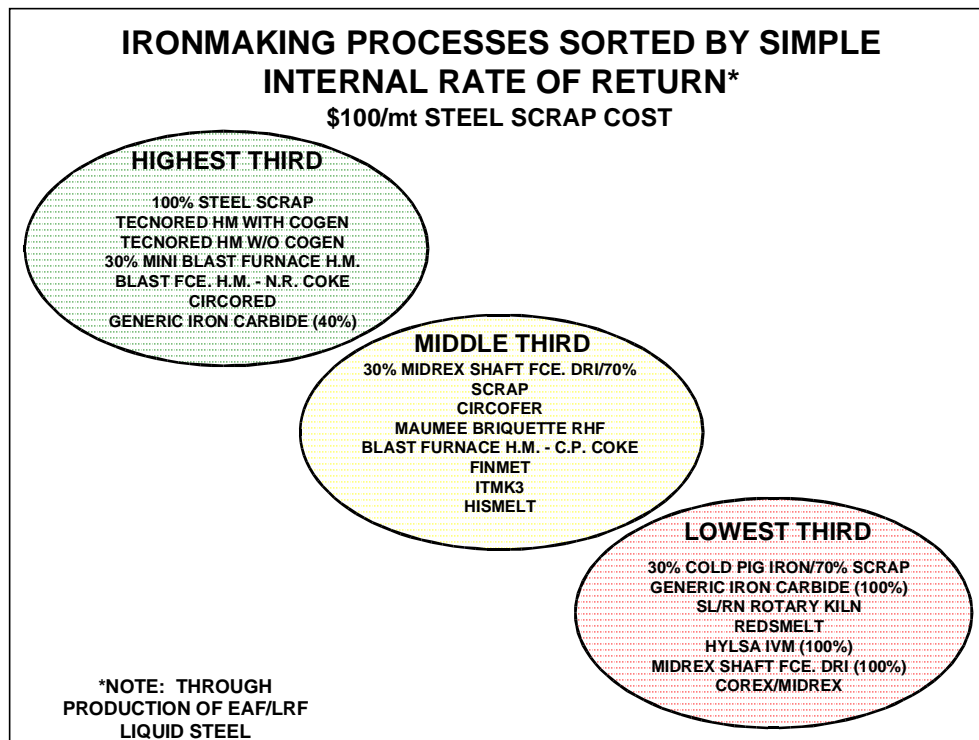 IRONMAKING PROCESSES SORTED BY SIMPLE
INTERNAL RATE OF RETURN*
$100/mt STEEL SCRAP COST
HIGHEST THIRD
100% STEEL SCRAP
TECNORED HM WITH COGEN
TECNORED HM W/O COGEN
30% MINI BLAST FURNACE H.M.
BLAST FCE. H.M. - N.R. COKE
CIRCORED
GENERIC IRON CARBIDE (40%)
MIDDLE THIRD
30% MIDREX SHAFT FCE. DRI/70%
SCRAP
CIRCOFER
MAUMEE BRIQUETTE RHF
BLAST FURNACE H.M. - C.P. COKE
FINMET
ITMK3
HISMELT
LOWEST THIRD
30% COLD PIG IRON/70% SCRAP
GENERIC IRON CARBIDE (100%)
SL/RN ROTARY KILN
REDSMELT
HYLSA IVM (100%)
MIDREX SHAFT FCE. DRI (100%)
COREX/MIDREX
*NOTE: THROUGH
PRODUCTION OF EAF/LRF
LIQUID STEEL